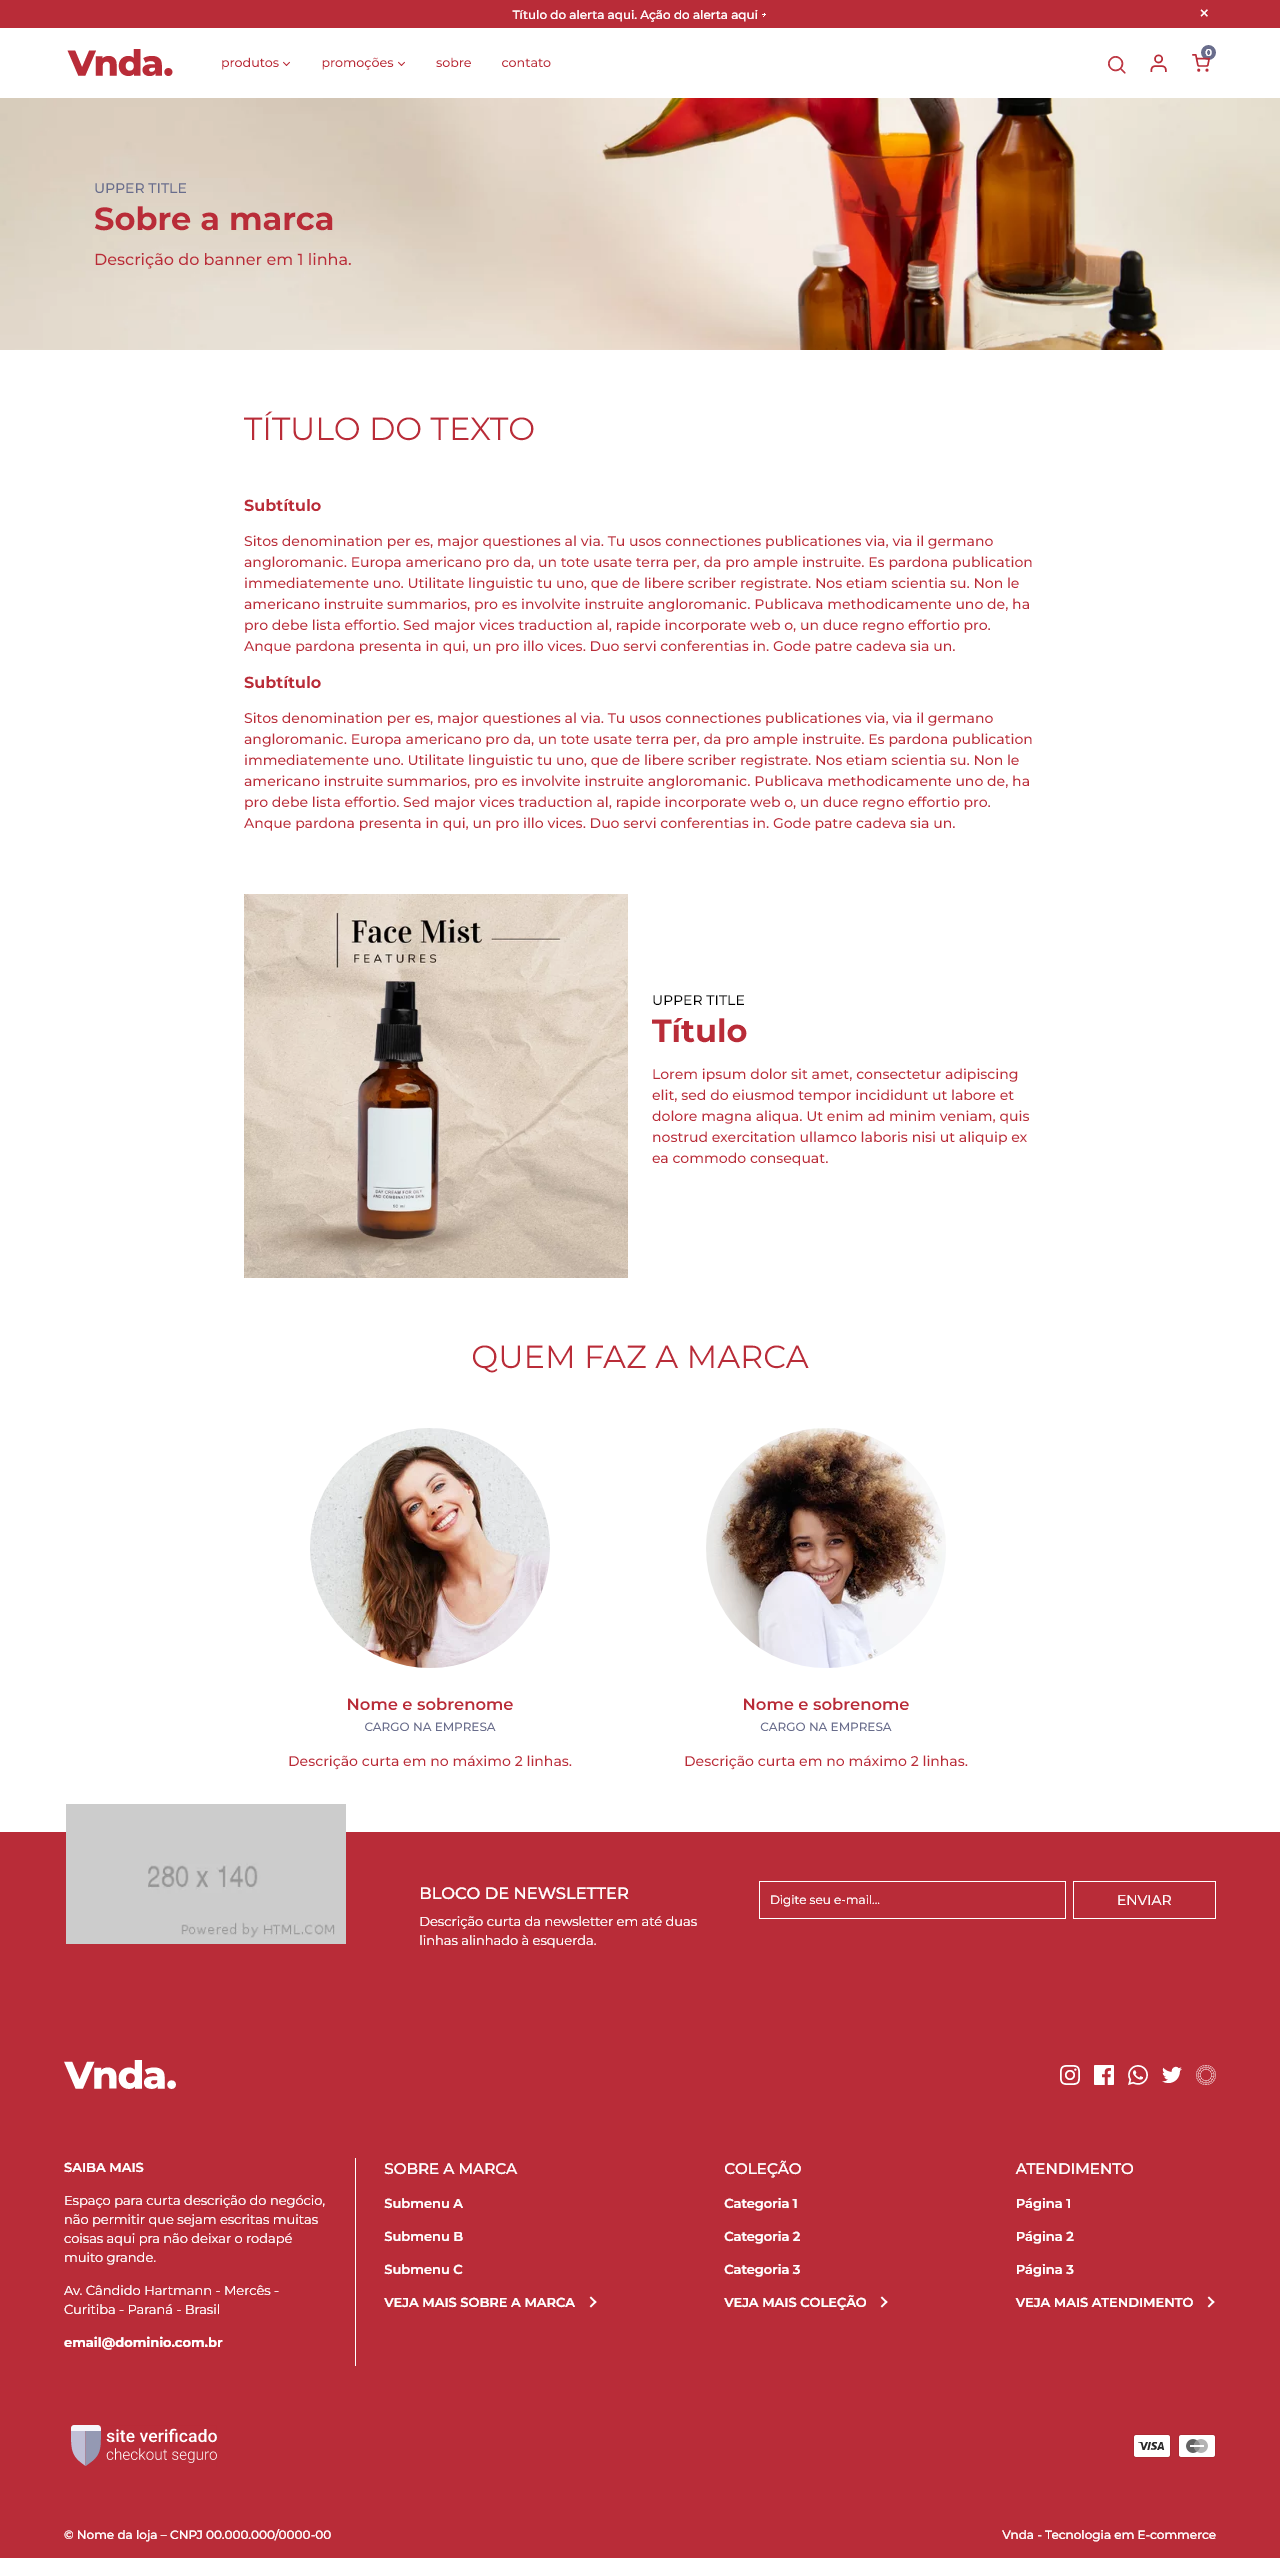 Título do alerta aqui. Ação do alerta aqui +
×
Vnda.
produtos
promoções
sobre
contato
0
UPPER TITLE
Sobre a marca
Descrição do banner em 1 linha.
TÍTULO DO TEXTO
Subtítulo
Sitos denomination per es, major questiones al via. Tu usos connectiones publicationes via, via il germano
angloromanic. Europa americano pro da, un tote usate terra per, da pro ample instruite. Es pardona publication
immediatemente uno. Utilitate linguistic tu uno, que de libere scriber registrate. Nos etiam scientia su. Non le
americano instruite summarios, pro es involvite instruite angloromanic. Publicava methodicamente uno de, ha
pro debe lista effortio. Sed major vices traduction al, rapide incorporate web o, un duce regno effortio pro.
Anque pardona presenta in qui, un pro illo vices. Duo servi conferentias in. Gode patre cadeva sia un.
Subtítulo
Sitos denomination per es, major questiones al via. Tu usos connectiones publicationes via, via il germano
angloromanic. Europa americano pro da, un tote usate terra per, da pro ample instruite. Es pardona publication
immediatemente uno. Utilitate linguistic tu uno, que de libere scriber registrate. Nos etiam scientia su. Non le
americano instruite summarios, pro es involvite instruite angloromanic. Publicava methodicamente uno de, ha
pro debe lista effortio. Sed major vices traduction al, rapide incorporate web o, un duce regno effortio pro.
Anque pardona presenta in qui, un pro illo vices. Duo servi conferentias in. Gode patre cadeva sia un.
Face Mist
FEATURES
DAY CREAM FOR OILY
AND COMBINATION SKIN
UPPER TITLE
Título
Lorem ipsum dolor sit amet, consectetur adipiscing
elit, sed do eiusmod tempor incididunt ut labore et
dolore magna aliqua. Ut enim ad minim veniam, quis
nostrud exercitation ullamco laboris nisi ut aliquip ex
ea commodo consequat.
QUEM FAZ A MARCA
Nome e sobrenome
CARGO NA EMPRESA
Descrição curta em no máximo 2 linhas.
Nome e sobrenome
CARGO NA EMPRESA
Descrição curta em no máximo 2 linhas.
280 x 140
Powered by HTML.COM
BLOCO DE NEWSLETTER
Descrição curta da newsletter em até duas
linhas alinhado à esquerda.
Digite seu e-mail...
ENVIAR
Vnda.
SAIBA MAIS
Espaço para curta descrição do negócio,
não permitir que sejam escritas muitas
coisas aqui pra não deixar o rodapé
muito grande.
Av. Cândido Hartmann - Mercês -
Curitiba - Paraná - Brasil
email@dominio.com.br
SOBRE A MARCA
Submenu A
Submenu B
Submenu C
VEJA MAIS SOBRE A MARCA
COLEÇÃO
Categoria 1
Categoria 2
Categoria 3
VEJA MAIS COLEÇÃO
ATENDIMENTO
Página 1
Página 2
Página 3
VEJA MAIS ATENDIMENTO
site verificado
checkout seguro
VISA
© Nome da loja – CNPJ 00.000.000/0000-00
Vnda - Tecnologia em E-commerce